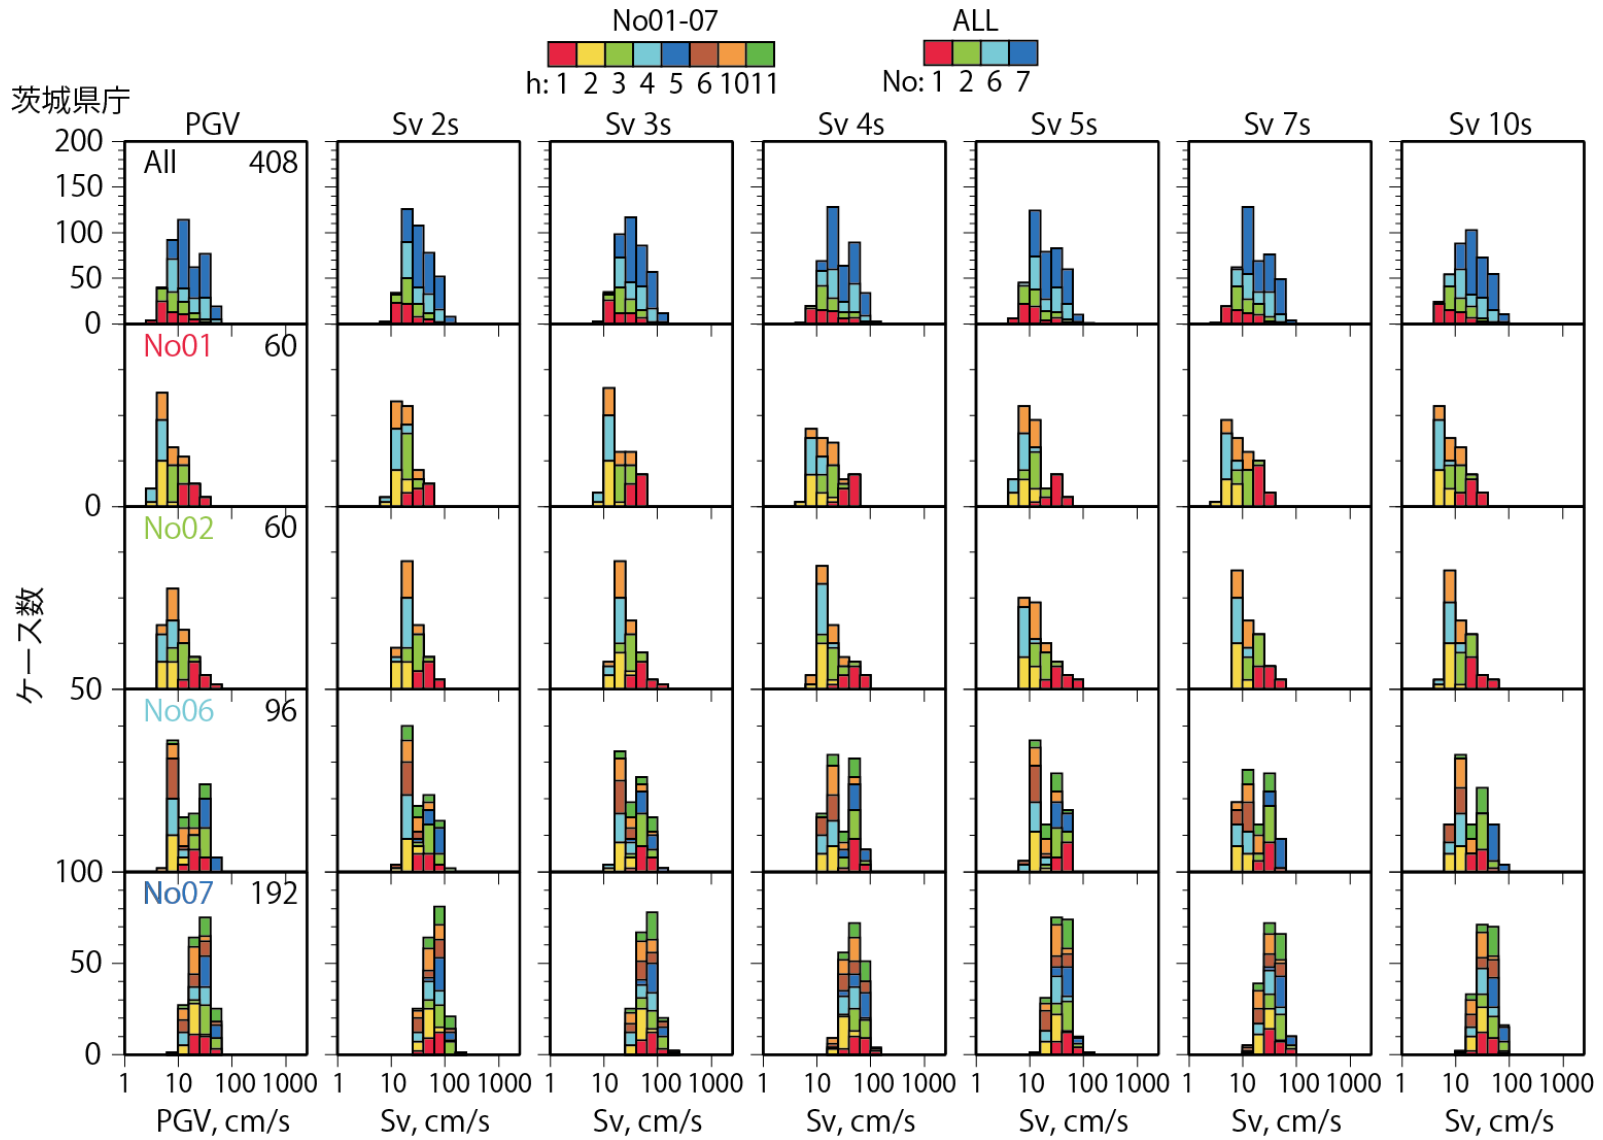 No01-07 ALL
h: 1 2 3 4 5 6 10 11 No: 1 2 6 7
茨城県庁
PGV Sv 2s Sv 3s Sv 4s Sv 5s Sv 7s Sv 10s
200
All 408
150
100
50
0
No01 60
0
No02 60
ケース数
50
No06 96
100
No07 192
50
0
1 10 100 1000 1 10 100 1000 1 10 100 1000 1 10 100 1000 1 10 100 1000 1 10 100 1000 1 10 100 1000
PGV, cm/s Sv, cm/s Sv, cm/s Sv, cm/s Sv, cm/s Sv, cm/s Sv, cm/s